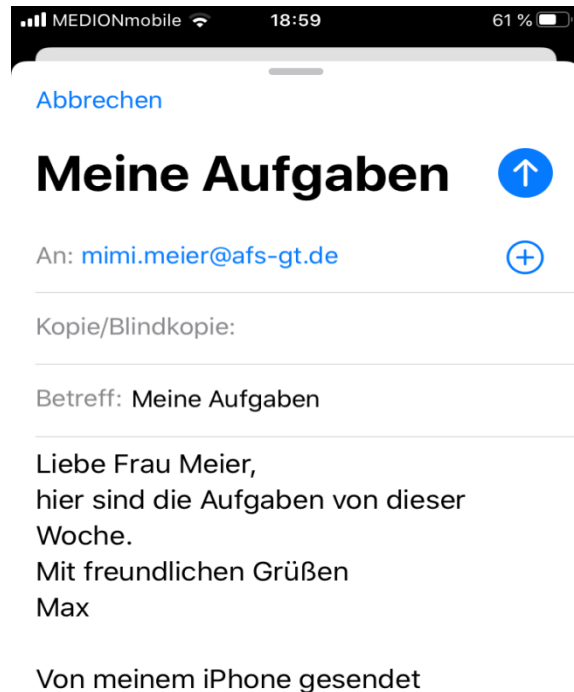 MEDIONmobile 18:59 61 %
Abbrechen
Meine Aufgaben
An: mimi.meier@afs-gt.de
Kopie/Blindkopie:
Betreff: Meine Aufgaben
Liebe Frau Meier,
hier sind die Aufgaben von dieser
Woche.
Mit freundlichen Grüßen
Max
Von meinem iPhone gesendet